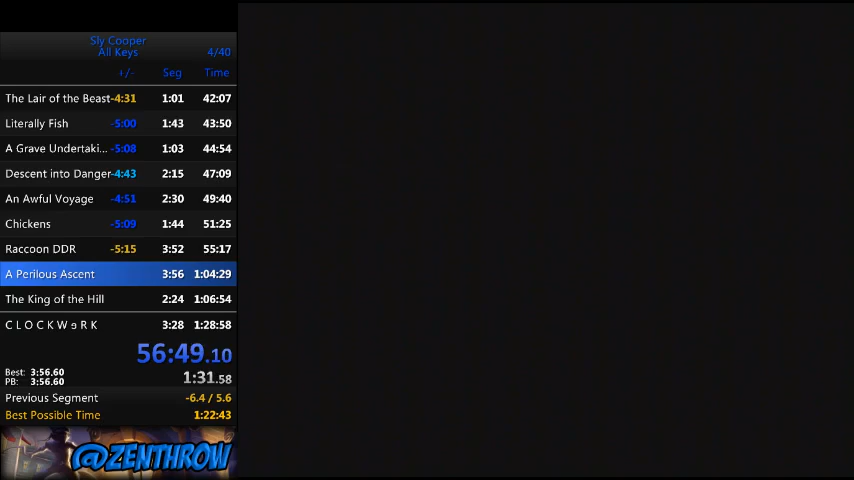 Sly Cooper
All Keys 4/40
+/- Seg Time
The Lair of the Beast -4:31 1:01 42:07
Literally Fish -5:00 1:43 43:50
A Grave Undertaki... -5:08 1:03 44:54
Descent into Danger -4:43 2:15 47:09
An Awful Voyage -4:51 2:30 49:40
Chickens -5:09 1:44 51:25
Raccoon DDR -5:15 3:52 55:17
A Perilous Ascent 3:56 1:04:29
The King of the Hill 2:24 1:06:54
C L O C K W ɘ R K 3:28 1:28:58
56:49.10
Best: 3:56.60
PB: 3:56.60
1:31.58
Previous Segment -6.4 / 5.6
Best Possible Time 1:22:43
@ZENTHROW